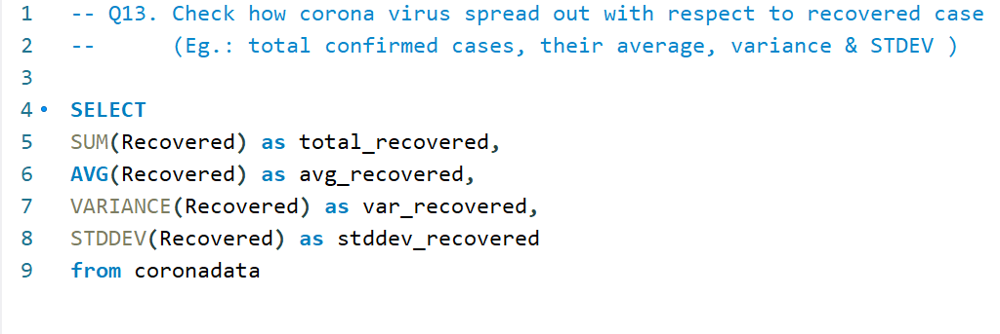 1 -- Q13. Check how corona virus spread out with respect to recovered case
2 -- (Eg.: total confirmed cases, their average, variance & STDEV )
3
4 SELECT
5 SUM(Recovered) as total_recovered,
6 AVG(Recovered) as avg_recovered,
7 VARIANCE(Recovered) as var_recovered,
8 STDDEV(Recovered) as stddev_recovered
9 from coronadata